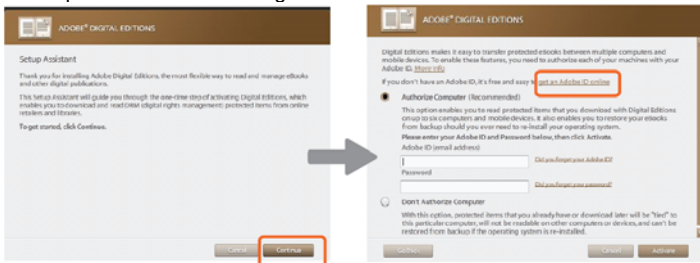 ADOBE® DIGITAL EDITIONS
Setup Assistant
Thank you for installing Adobe Digital Editions, the most flexible way to read and manage eBooks
and other digital publications.
This Setup Assistant will guide you through the one-time step of activating Digital Editions, which
enables you to download and read DRM (digital rights management) protected items from online
retailers and libraries.
To get started, click Continue.
Cancel
Continue
ADOBE® DIGITAL EDITIONS
Digital Editions makes it easy to transfer protected eBooks between multiple computers and
mobile devices. To enable these features, you need to authorize each of your machines with your
Adobe ID. More Info
If you don't have an Adobe ID, it's free and easy to get an Adobe ID online
Authorize Computer (Recommended)
This option enables you to read protected items that you download with Digital Editions
on up to six computers and mobile devices. It also enables you to restore your eBooks
from backup should you ever need to re-install your operating system.
Please enter your Adobe ID and Password below, then click Activate.
Adobe ID (email address)
Did you forget your Adobe ID?
Password
Did you forget your password?
Don't Authorize Computer
With this option, protected items that you already have or download later will be "tied" to
this particular computer, will not be readable on other computers or devices, and can't be
restored from backup if the operating system is re-installed.
Go Back
Cancel
Activate